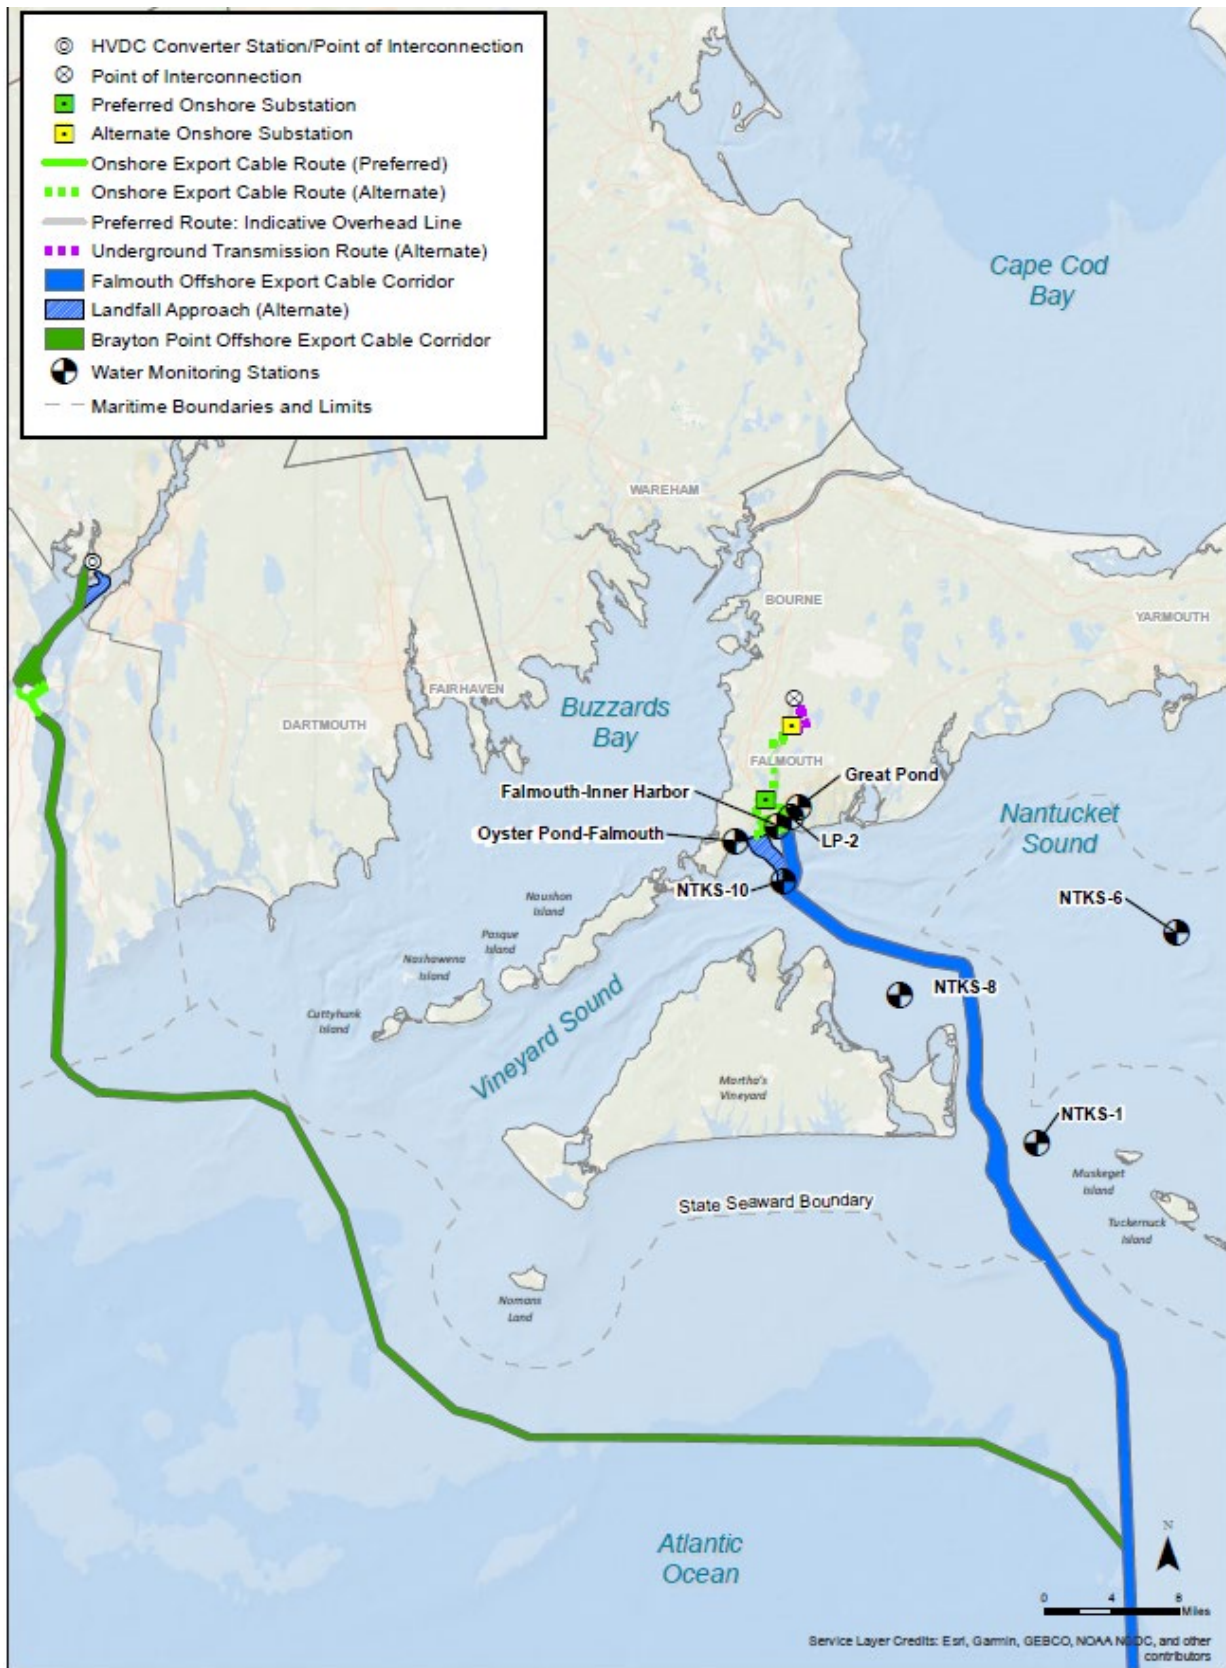 HVDC Converter Station/Point of Interconnection
Point of Interconnection
Preferred Onshore Substation
Alternate Onshore Substation
Onshore Export Cable Route (Preferred)
Onshore Export Cable Route (Alternate)
Preferred Route: Indicative Overhead Line
Underground Transmission Route (Alternate)
Falmouth Offshore Export Cable Corridor
Landfall Approach (Alternate)
Brayton Point Offshore Export Cable Corridor
Water Monitoring Stations
Maritime Boundaries and Limits
Cape Cod
Bay
WAREHAM
BOURNE
YARMOUTH
FAIRHAVEN
DARTMOUTH
Buzzards
Bay
FALMOUTH
Great Pond
Falmouth-Inner Harbor
Nantucket
Sound
Oyster Pond-Falmouth
LP-2
NTKS-10
NTKS-6
Naushon
Island
Pasque
Island
Nashawena
Island
NTKS-8
Cuttyhunk
Island
Vineyard Sound
Martha's
Vineyard
NTKS-1
Muskeget
Island
State Seaward Boundary
Tuckernuck
Island
Nomans
Land
Atlantic
Ocean
N
0 4 8
Miles
Service Layer Credits: Esri, Garmin, GEBCO, NOAA NGDC, and other
contributors